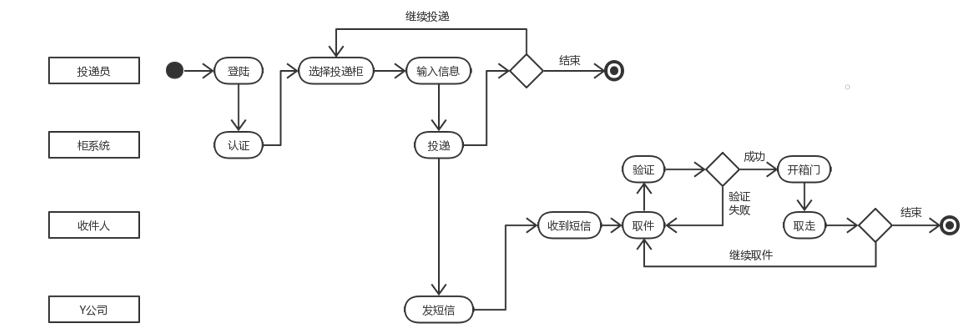 继续投递
投递员
登陆
选择投递柜
输入信息
结束
柜系统
认证
投递
验证
成功
开箱门
验证
失败
收件人
收到短信
取件
取走
结束
继续取件
Y公司
发短信